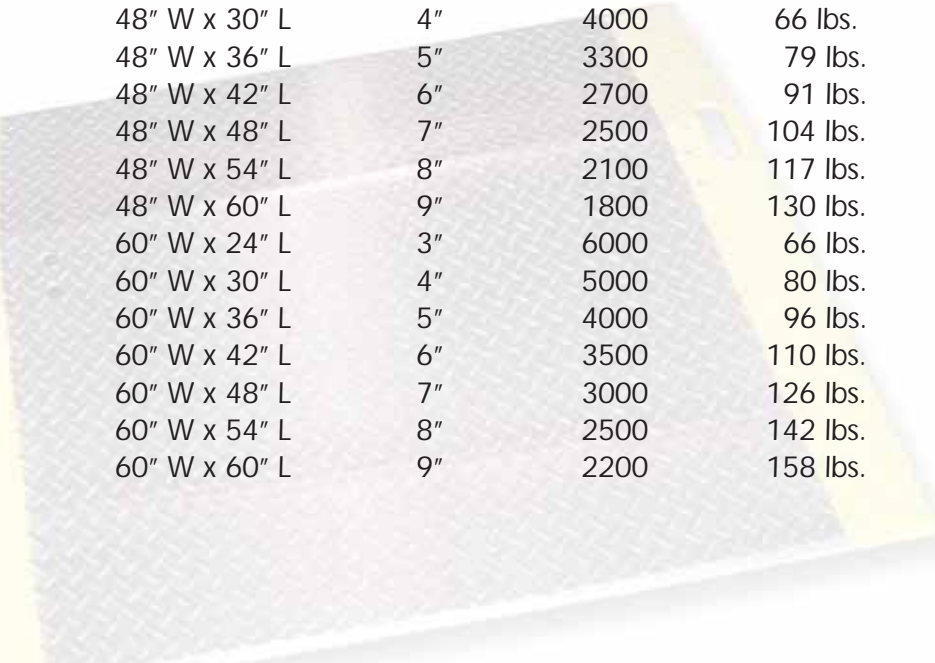 48″ W x 30″ L 4″ 4000 66 lbs.
48″ W x 36″ L 5″ 3300 79 lbs.
48″ W x 42″ L 6″ 2700 91 lbs.
48″ W x 48″ L 7″ 2500 104 lbs.
48″ W x 54″ L 8″ 2100 117 lbs.
48″ W x 60″ L 9″ 1800 130 lbs.
60″ W x 24″ L 3″ 6000 66 lbs.
60″ W x 30″ L 4″ 5000 80 lbs.
60″ W x 36″ L 5″ 4000 96 lbs.
60″ W x 42″ L 6″ 3500 110 lbs.
60″ W x 48″ L 7″ 3000 126 lbs.
60″ W x 54″ L 8″ 2500 142 lbs.
60″ W x 60″ L 9″ 2200 158 lbs.